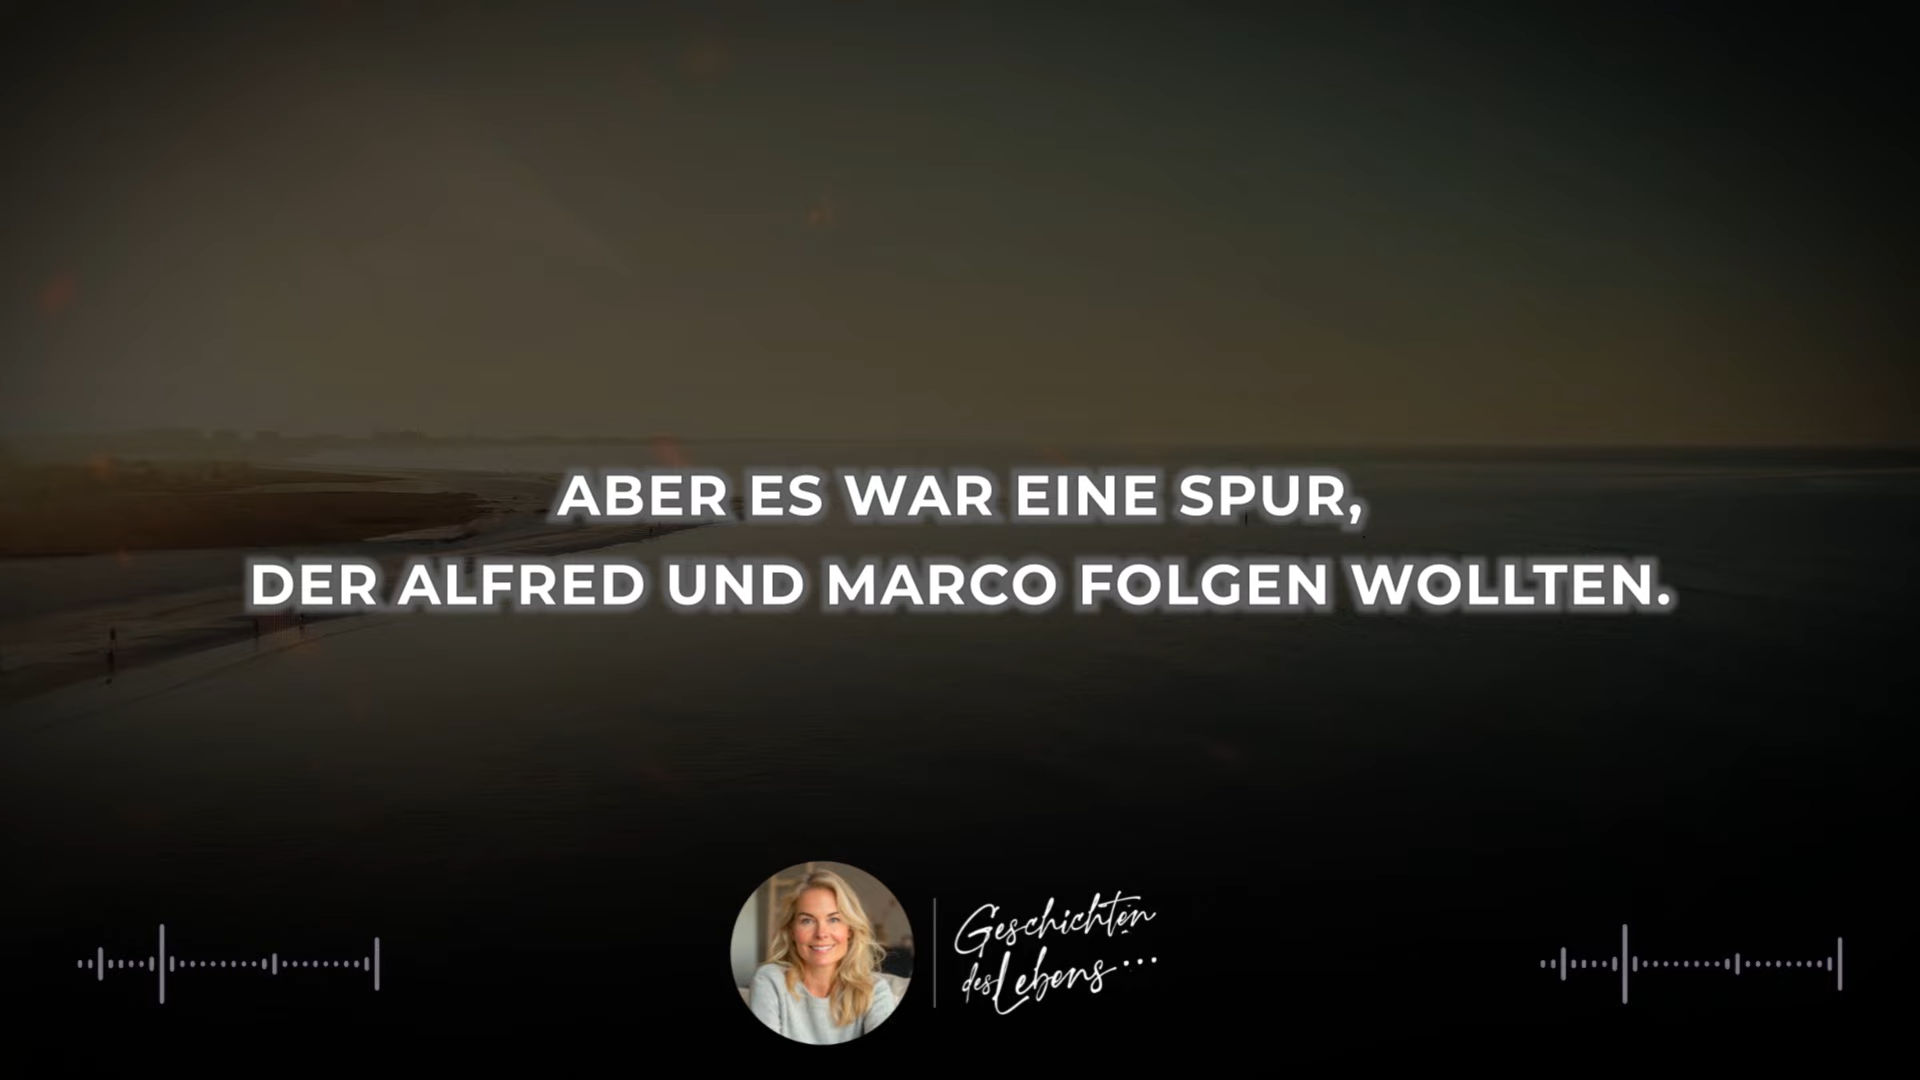 ABER ES WAR EINE SPUR,
DER ALFRED UND MARCO FOLGEN WOLLTEN.
Geschichten
des Lebens...